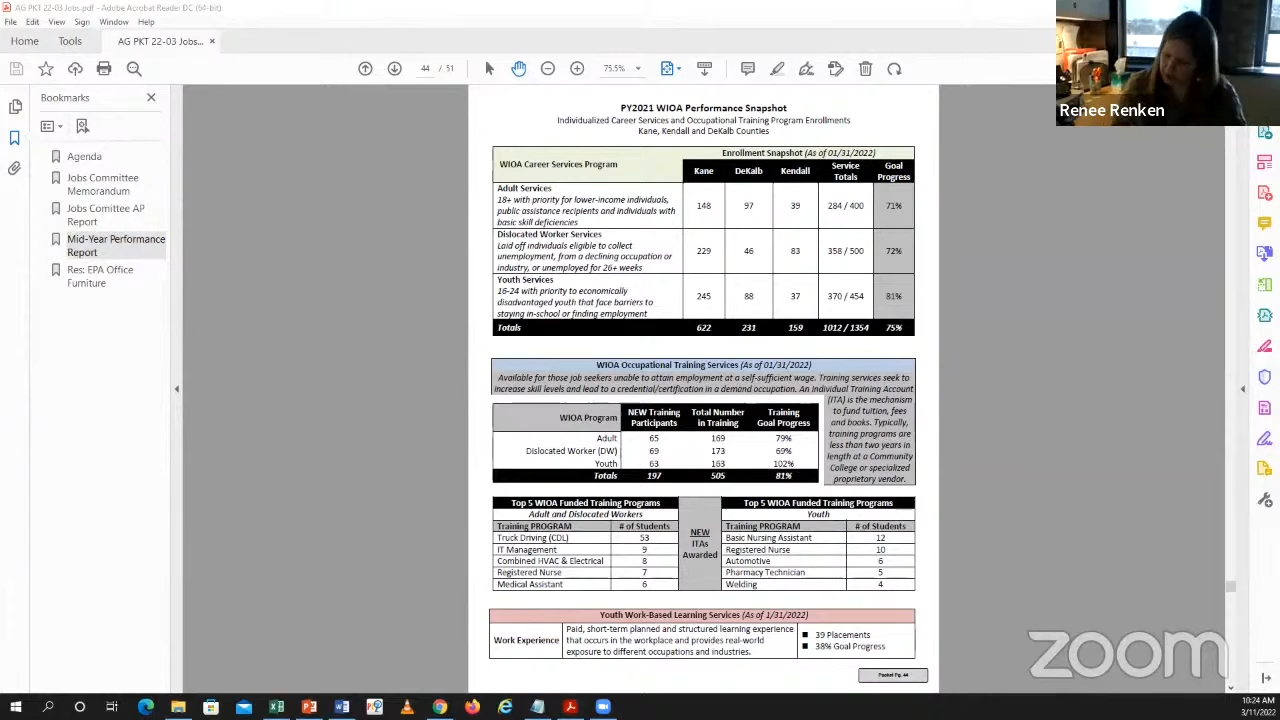 AG PKT 22-03 Jobs.pdf - Adobe Acrobat Reader DC (64-bit)
File Edit View Sign Window Help
Home Tools AG PKT 22-03 Jobs... ×
44 / 51 75.5%
Renee Renken
Bookmarks
Agenda
Jobs Committee
Memorandum
Jobs Comittee AP
Report
Mid-Year Performance
Report
Res: EPA Office
Furniture
PY2021 WIOA Performance Snapshot
Individualized Career Services and Occupational Training Program Enrollments
Kane, Kendall and DeKalb Counties
WIOA Career Services Program
Enrollment Snapshot (As of 01/31/2022)
Kane DeKalb Kendall Service Totals Goal Progress
Adult Services
18+ with priority for lower-income individuals,
public assistance recipients and individuals with
basic skill deficiencies
148 97 39 284 / 400 71%
Dislocated Worker Services
Laid off individuals eligible to collect
unemployment, from a declining occupation or
industry, or unemployed for 26+ weeks
229 46 83 358 / 500 72%
Youth Services
16-24 with priority to economically
disadvantaged youth that face barriers to
staying in-school or finding employment
245 88 37 370 / 454 81%
Totals 622 231 159 1012 / 1354 75%
WIOA Occupational Training Services (As of 01/31/2022)
Available for those job seekers unable to attain employment at a self-sufficient wage. Training services seek to
increase skill levels and lead to a credential/certification in a demand occupation. An Individual Training Account
(ITA) is the mechanism
to fund tuition, fees
and books. Typically,
training programs are
less than two years in
length at a Community
College or specialized
proprietary vendor.
WIOA Program NEW Training Participants Total Number in Training Training Goal Progress
Adult 65 169 79%
Dislocated Worker (DW) 69 173 69%
Youth 63 163 102%
Totals 197 505 81%
Top 5 WIOA Funded Training Programs
Adult and Dislocated Workers
Training PROGRAM # of Students
Truck Driving (CDL) 53
IT Management 9
Combined HVAC & Electrical 8
Registered Nurse 7
Medical Assistant 6
NEW
ITAs
Awarded
Top 5 WIOA Funded Training Programs
Youth
Training PROGRAM # of Students
Basic Nursing Assistant 12
Registered Nurse 10
Automotive 6
Pharmacy Technician 5
Welding 4
Youth Work-Based Learning Services (As of 1/31/2022)
Work Experience
Paid, short-term planned and structured learning experience
that occurs in the workplace and provides real-world
exposure to different occupations and industries.
39 Placements
38% Goal Progress
Packet Pg. 44
zoom
10:24 AM
3/11/2022